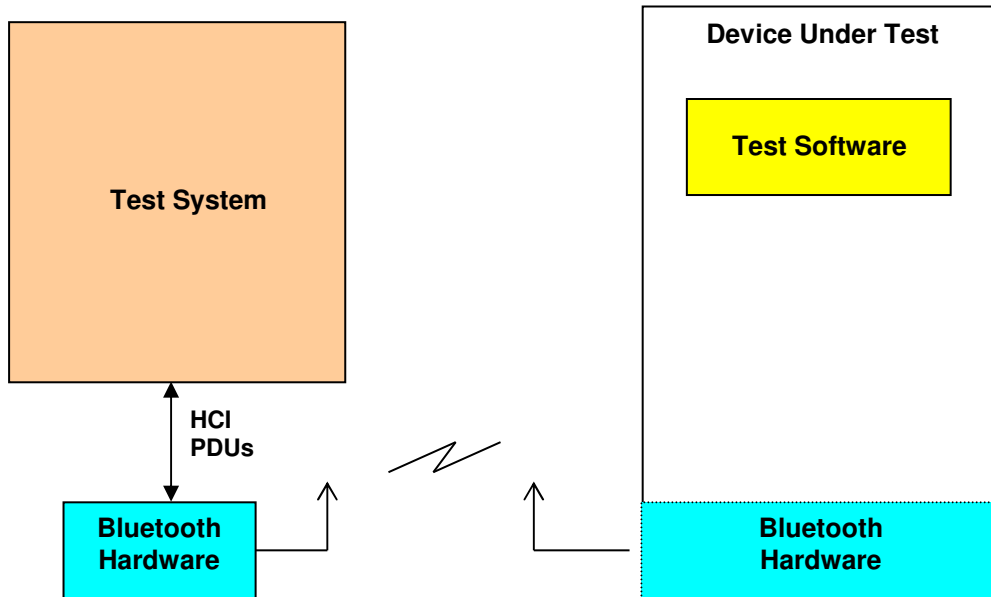 Device Under Test
Test Software
Test System
HCI
PDUs
Bluetooth
Hardware
Bluetooth
Hardware